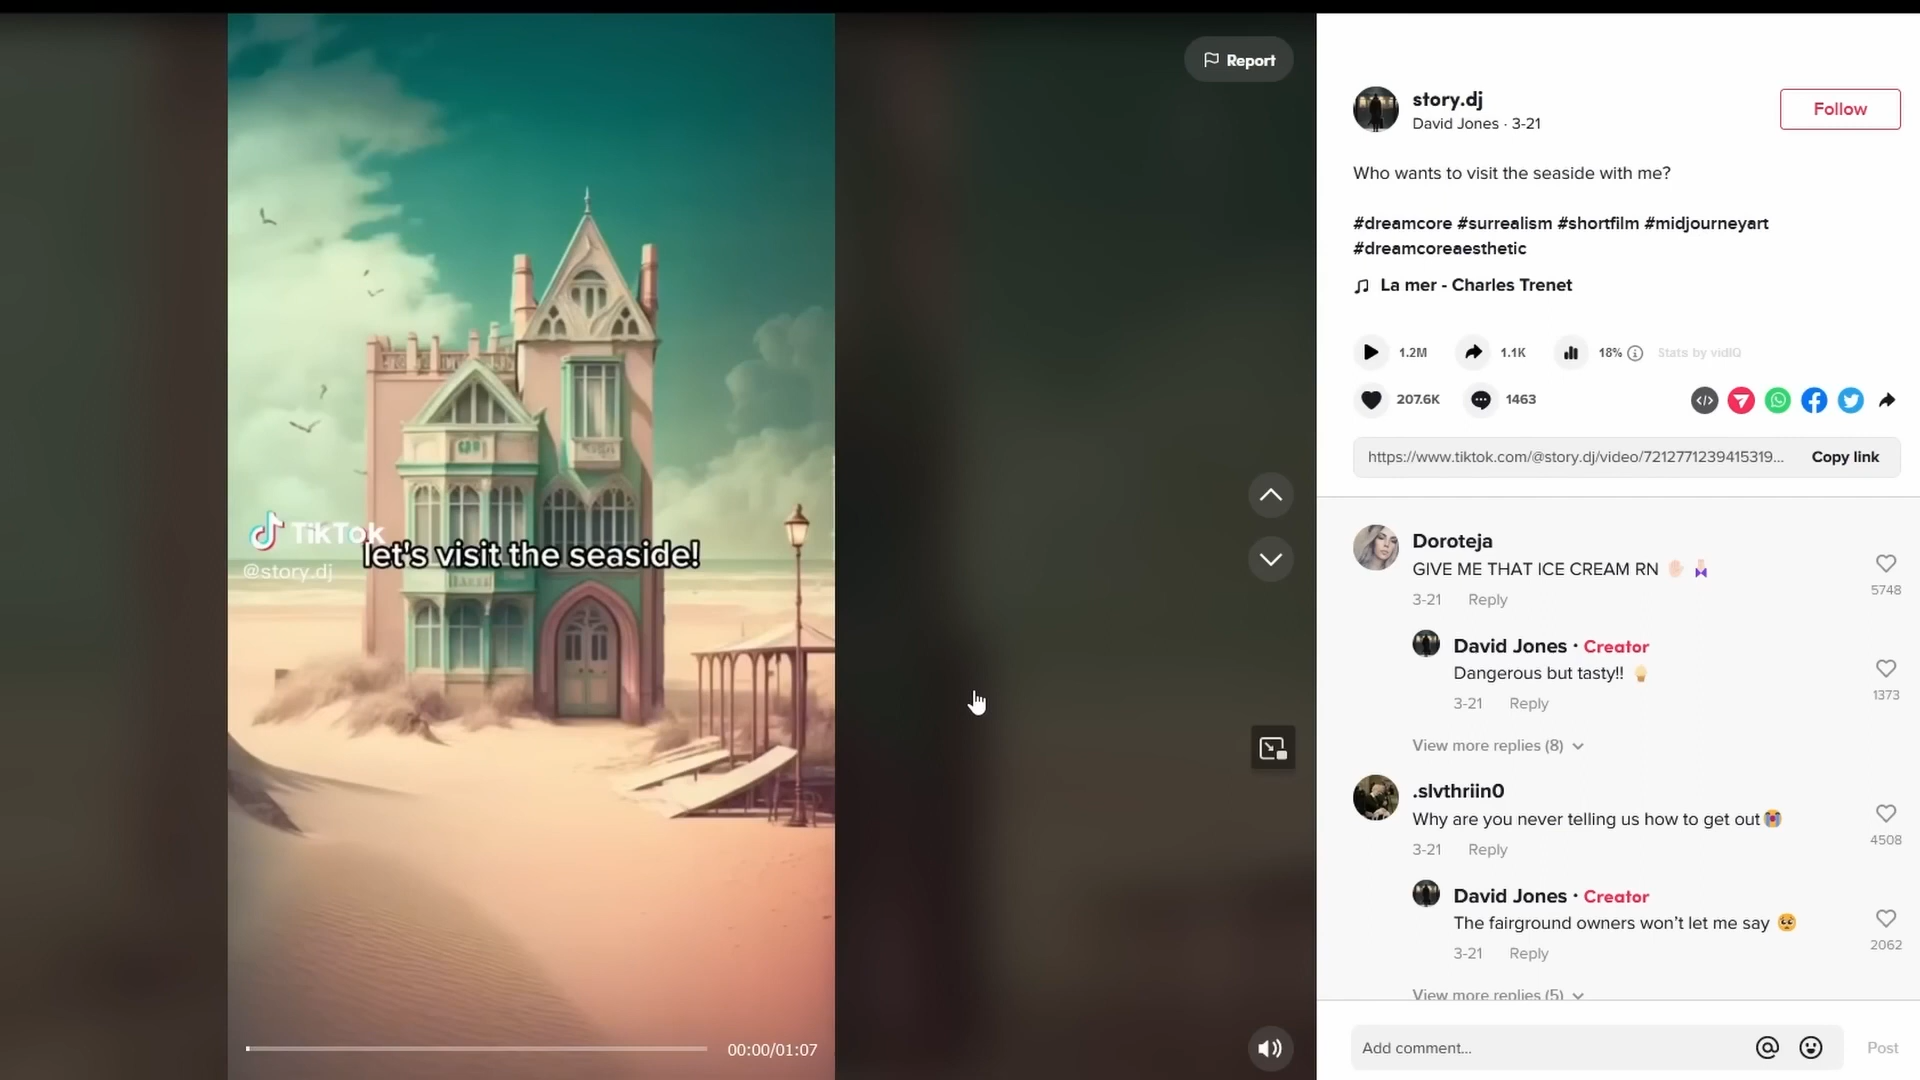 Report
TikTok
@story.dj
let's visit the seaside!
00:00/01:07
story.dj
David Jones · 3-21
Follow
Who wants to visit the seaside with me?
#dreamcore #surrealism #shortfilm #midjourneyart
#dreamcoreaesthetic
La mer - Charles Trenet
1.2M 1.1K 18% Stats by vidIQ
207.6K 1463
https://www.tiktok.com/@story.dj/video/7212771239415319... Copy link
Doroteja
GIVE ME THAT ICE CREAM RN
3-21 Reply
5748
David Jones · Creator
Dangerous but tasty!!
3-21 Reply
1373
View more replies (8)
.slvthriin0
Why are you never telling us how to get out
3-21 Reply
4508
David Jones · Creator
The fairground owners won't let me say
3-21 Reply
2062
View more replies (5)
Add comment... Post